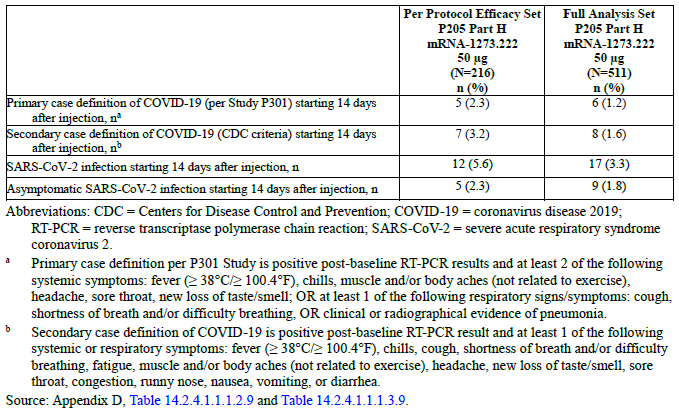 Per Protocol Efficacy Set
P205 Part H
mRNA-1273.222
50 µg
(N=216)
n (%)
Full Analysis Set
P205 Part H
mRNA-1273.222
50 µg
(N=511)
n (%)
Primary case definition of COVID-19 (per Study P301) starting 14 days
after injection, nᵃ
5 (2.3)
6 (1.2)
Secondary case definition of COVID-19 (CDC criteria) starting 14 days
after injection, nᵇ
7 (3.2)
8 (1.6)
SARS-CoV-2 infection starting 14 days after injection, n
12 (5.6)
17 (3.3)
Asymptomatic SARS-CoV-2 infection starting 14 days after injection, n
5 (2.3)
9 (1.8)
Abbreviations: CDC = Centers for Disease Control and Prevention; COVID-19 = coronavirus disease 2019;
RT-PCR = reverse transcriptase polymerase chain reaction; SARS-CoV-2 = severe acute respiratory syndrome
coronavirus 2.
ᵃ Primary case definition per P301 Study is positive post-baseline RT-PCR results and at least 2 of the following
systemic symptoms: fever (≥ 38°C/≥ 100.4°F), chills, muscle and/or body aches (not related to exercise),
headache, sore throat, new loss of taste/smell; OR at least 1 of the following respiratory signs/symptoms: cough,
shortness of breath and/or difficulty breathing, OR clinical or radiographical evidence of pneumonia.
ᵇ Secondary case definition of COVID-19 is positive post-baseline RT-PCR result and at least 1 of the following
systemic or respiratory symptoms: fever (≥ 38°C/≥ 100.4°F), chills, cough, shortness of breath and/or difficulty
breathing, fatigue, muscle and/or body aches (not related to exercise), headache, new loss of taste/smell, sore
throat, congestion, runny nose, nausea, vomiting, or diarrhea.
Source: Appendix D, Table 14.2.4.1.1.1.2.9 and Table 14.2.4.1.1.1.3.9.